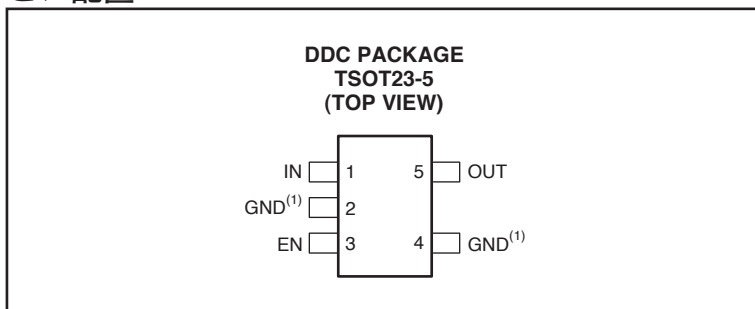 DDC PACKAGE
TSOT23-5
(TOP VIEW)
IN 1 5 OUT
GND(1) 2
EN 3 4 GND(1)